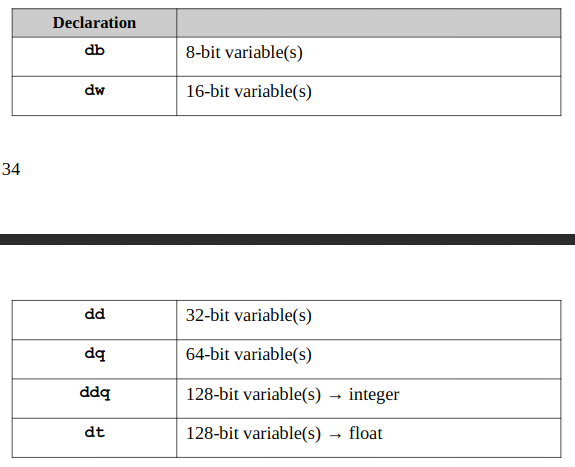 Declaration
db 8-bit variable(s)
dw 16-bit variable(s)
34
dd 32-bit variable(s)
dq 64-bit variable(s)
ddq 128-bit variable(s) → integer
dt 128-bit variable(s) → float